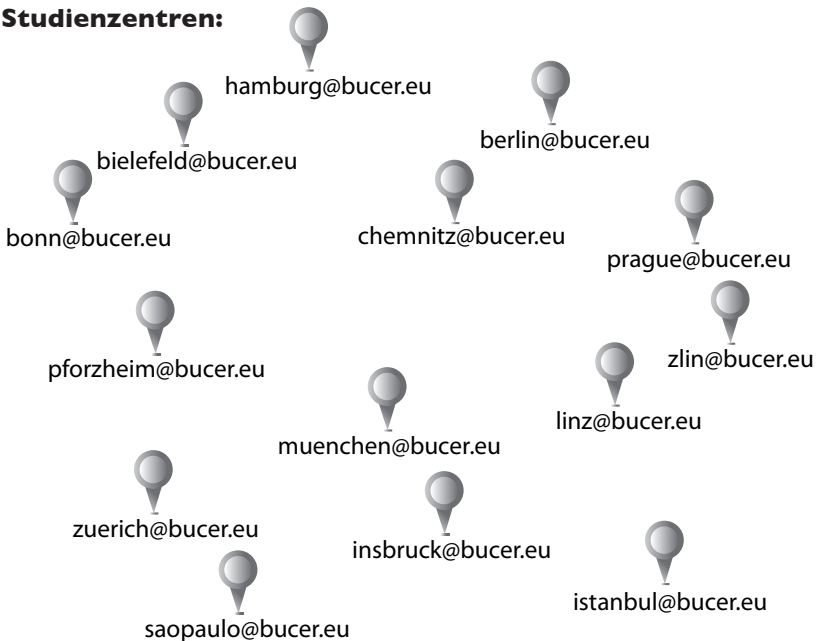 Studienzentren:
hamburg@bucer.eu
berlin@bucer.eu
bielefeld@bucer.eu
bonn@bucer.eu
chemnitz@bucer.eu
prague@bucer.eu
pforzheim@bucer.eu
zlin@bucer.eu
linz@bucer.eu
muenchen@bucer.eu
zuerich@bucer.eu
insbruck@bucer.eu
istanbul@bucer.eu
saopaulo@bucer.eu